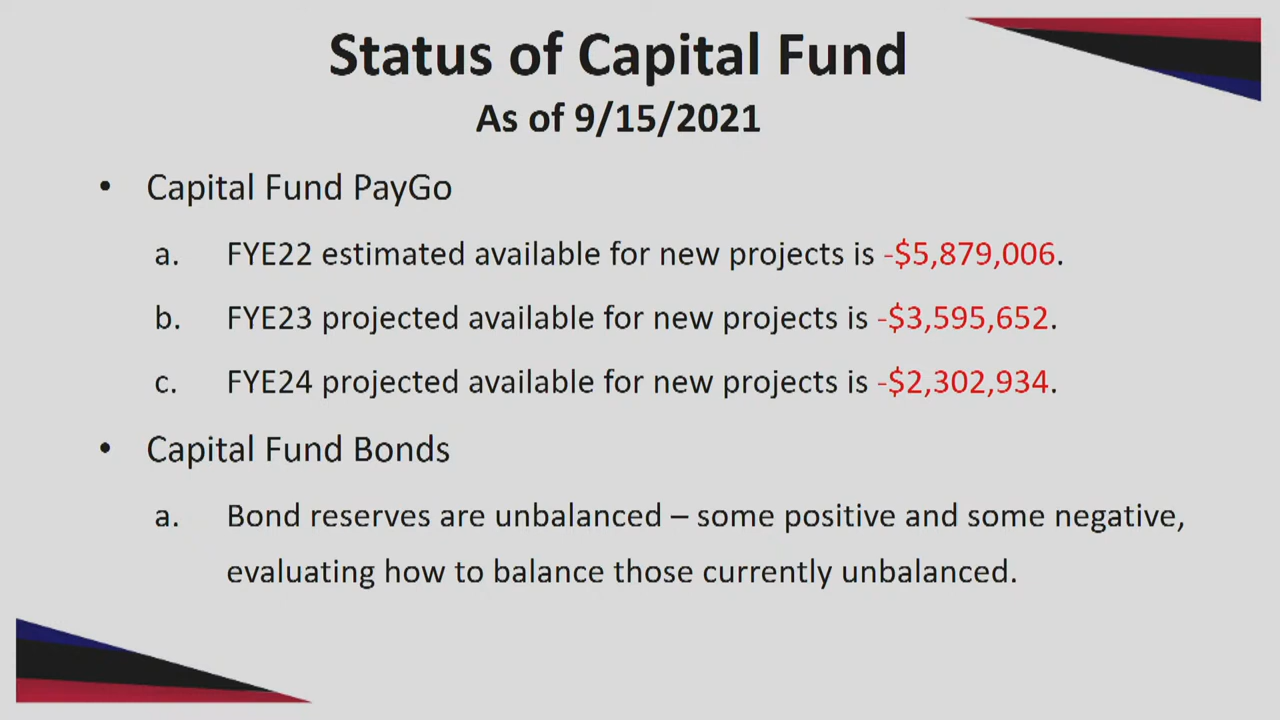 Status of Capital Fund
As of 9/15/2021
• Capital Fund PayGo
a. FYE22 estimated available for new projects is -$5,879,006.
b. FYE23 projected available for new projects is -$3,595,652.
c. FYE24 projected available for new projects is -$2,302,934.
• Capital Fund Bonds
a. Bond reserves are unbalanced – some positive and some negative,
evaluating how to balance those currently unbalanced.